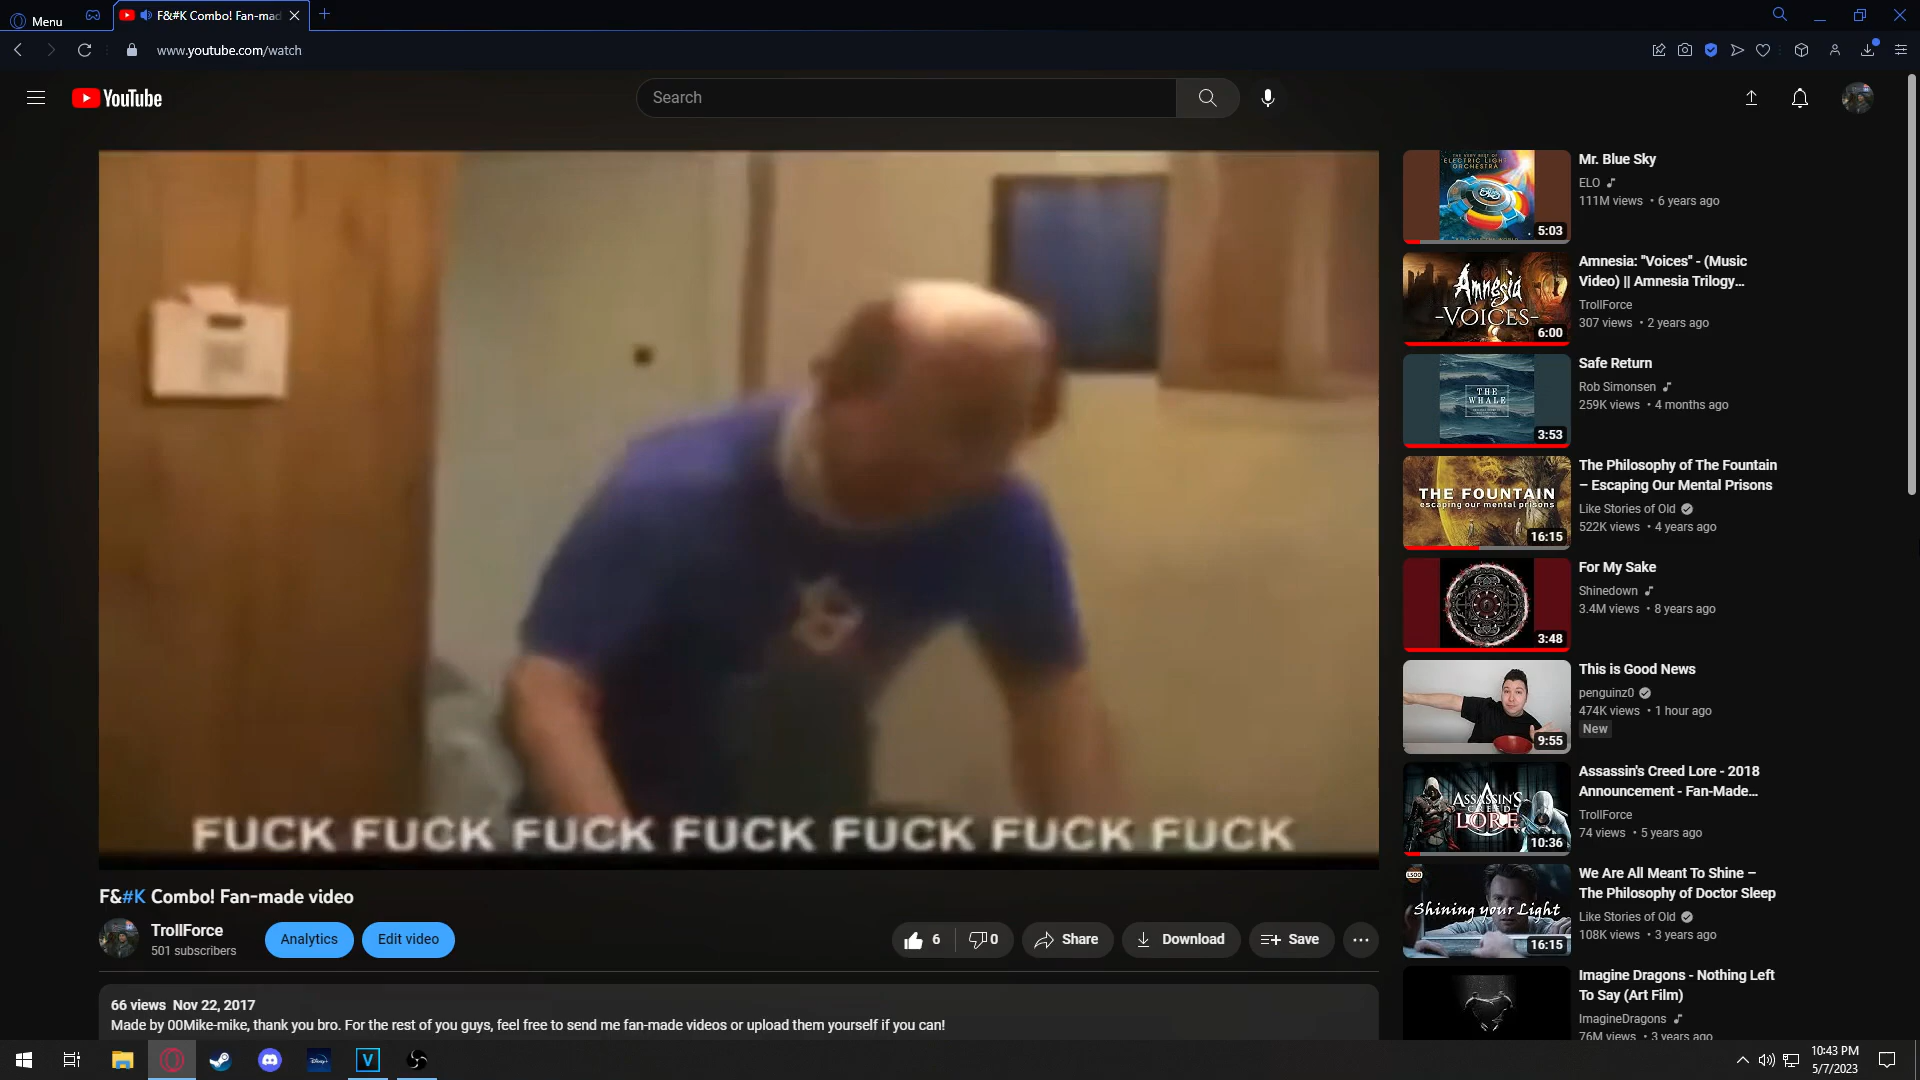 Menu
F&#K Combo! Fan-mad
www.youtube.com/watch
YouTube
Search
FUCK FUCK FUCK FUCK FUCK FUCK FUCK
F&#K Combo! Fan-made video
TrollForce
501 subscribers
Analytics
Edit video
6
0
Share
Download
Save
66 views Nov 22, 2017
Made by 00Mike-mike, thank you bro. For the rest of you guys, feel free to send me fan-made videos or upload them yourself if you can!
THE VERY BEST OF
ELECTRIC LIGHT
ORCHESTRA
5:03
Mr. Blue Sky
ELO
111M views • 6 years ago
Amnesia
-VOICES-
6:00
Amnesia: "Voices" - (Music
Video) || Amnesia Trilogy...
TrollForce
307 views • 2 years ago
THE
WHALE
3:53
Safe Return
Rob Simonsen
259K views • 4 months ago
THE FOUNTAIN
escaping our mental prisons
16:15
The Philosophy of The Fountain
– Escaping Our Mental Prisons
Like Stories of Old
522K views • 4 years ago
3:48
For My Sake
Shinedown
3.4M views • 8 years ago
9:55
This is Good News
penguinz0
474K views • 1 hour ago
New
ASSASSIN'S
CREED
LORE
10:36
Assassin's Creed Lore - 2018
Announcement - Fan-Made...
TrollForce
74 views • 5 years ago
LSOO
Shining your Light
16:15
We Are All Meant To Shine –
The Philosophy of Doctor Sleep
Like Stories of Old
108K views • 3 years ago
Imagine Dragons - Nothing Left
To Say (Art Film)
ImagineDragons
76M views • 3 years ago
Disney+
V
10:43 PM
5/7/2023